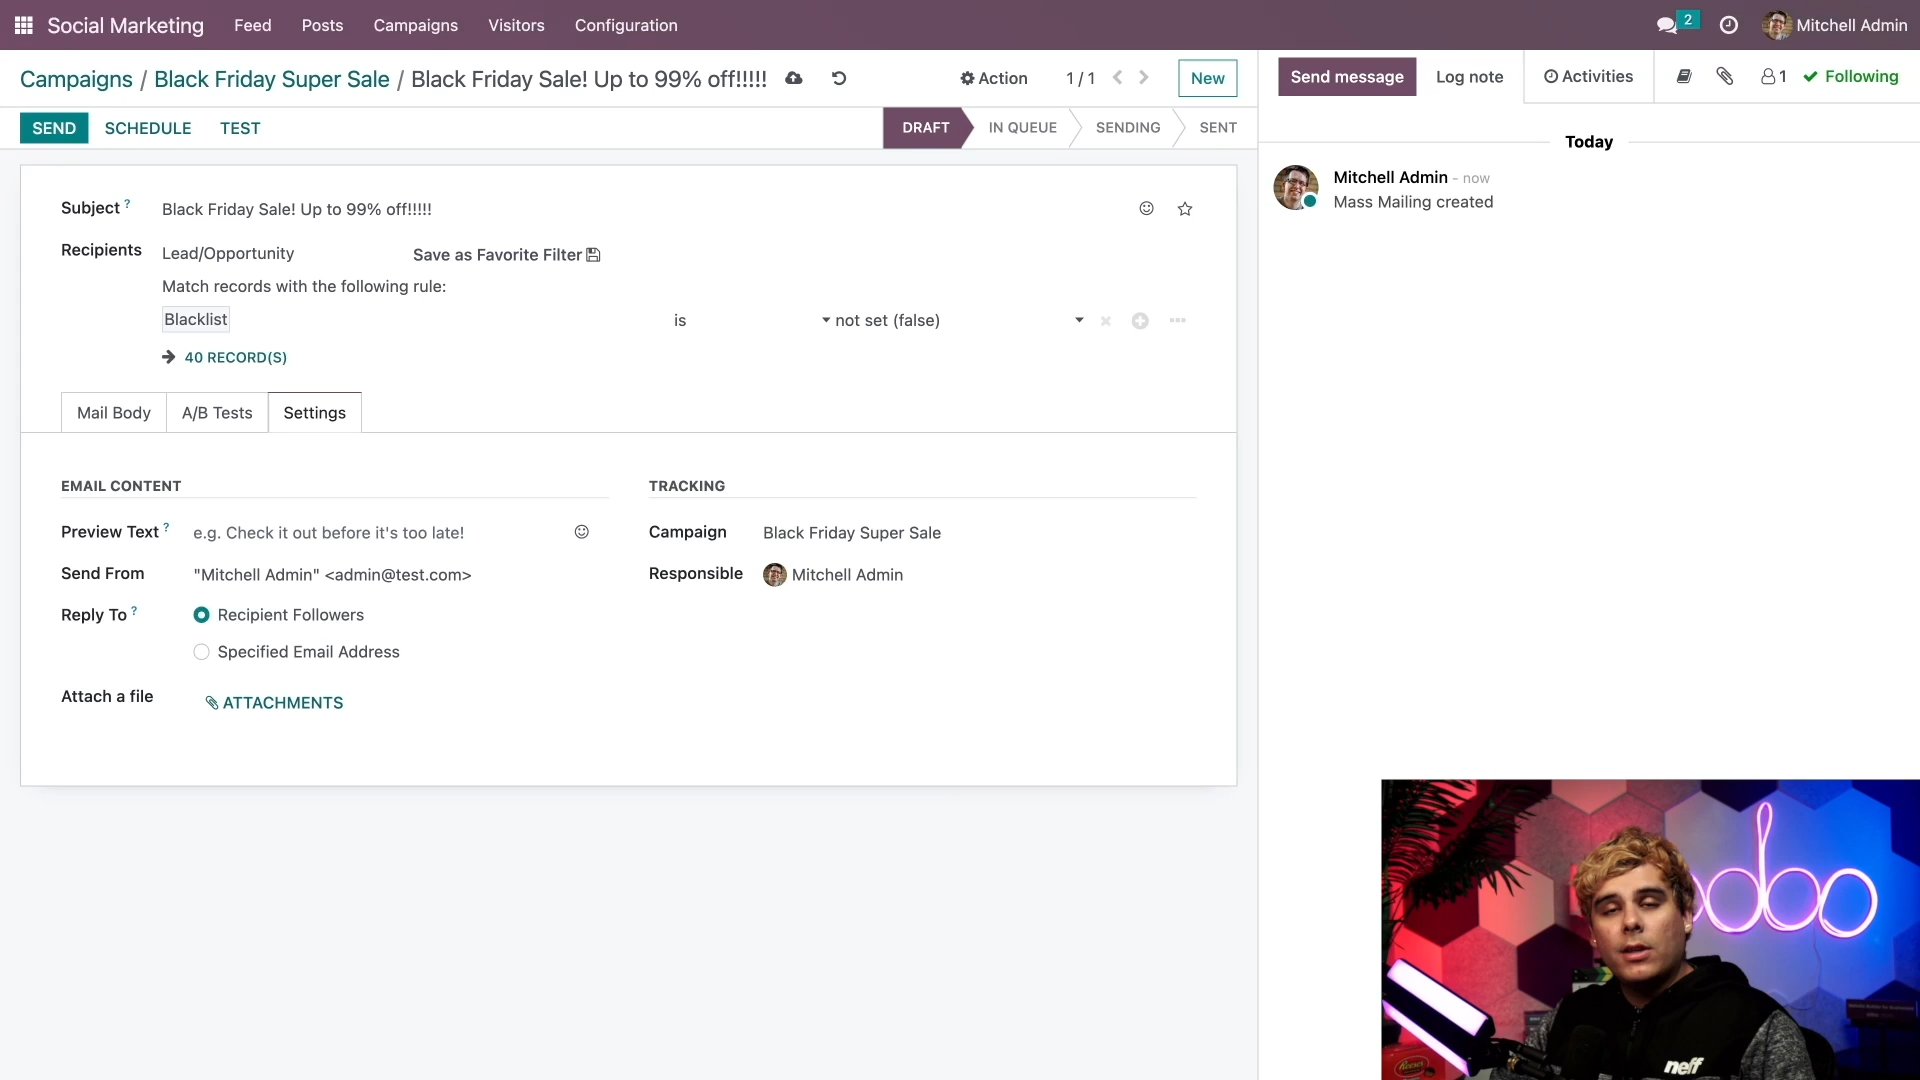 Social Marketing Feed Posts Campaigns Visitors Configuration 2 Mitchell Admin
Campaigns / Black Friday Super Sale / Black Friday Sale! Up to 99% off!!!!! Action 1 / 1 New
Send message Log note Activities 1 Following
SEND SCHEDULE TEST DRAFT IN QUEUE SENDING SENT
Today
Mitchell Admin - now
Mass Mailing created
Subject ? Black Friday Sale! Up to 99% off!!!!!
Recipients Lead/Opportunity Save as Favorite Filter
Match records with the following rule:
Blacklist is not set (false)
40 RECORD(S)
Mail Body A/B Tests Settings
EMAIL CONTENT TRACKING
Preview Text ? e.g. Check it out before it's too late! Campaign Black Friday Super Sale
Send From "Mitchell Admin" <admin@test.com> Responsible Mitchell Admin
Reply To ? Recipient Followers
Specified Email Address
Attach a file ATTACHMENTS
odoo
neff
REESE'S